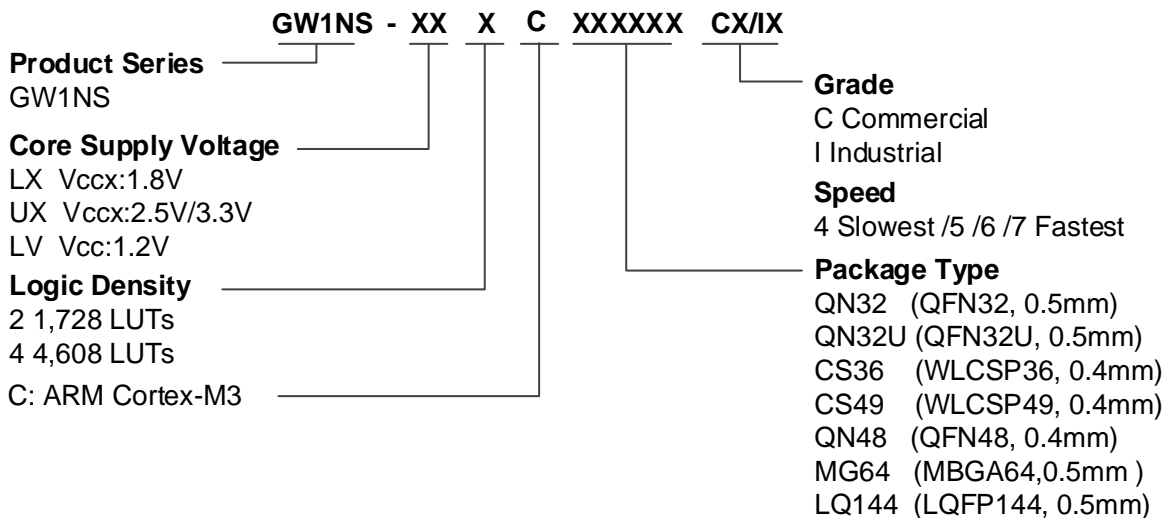 GW1NS - XX X C XXXXXX CX/IX
Product Series
GW1NS
Core Supply Voltage
LX Vccx:1.8V
UX Vccx:2.5V/3.3V
LV Vcc:1.2V
Logic Density
2 1,728 LUTs
4 4,608 LUTs
C: ARM Cortex-M3
Grade
C Commercial
I Industrial
Speed
4 Slowest /5 /6 /7 Fastest
Package Type
QN32 (QFN32, 0.5mm)
QN32U (QFN32U, 0.5mm)
CS36 (WLCSP36, 0.4mm)
CS49 (WLCSP49, 0.4mm)
QN48 (QFN48, 0.4mm)
MG64 (MBGA64,0.5mm )
LQ144 (LQFP144, 0.5mm)